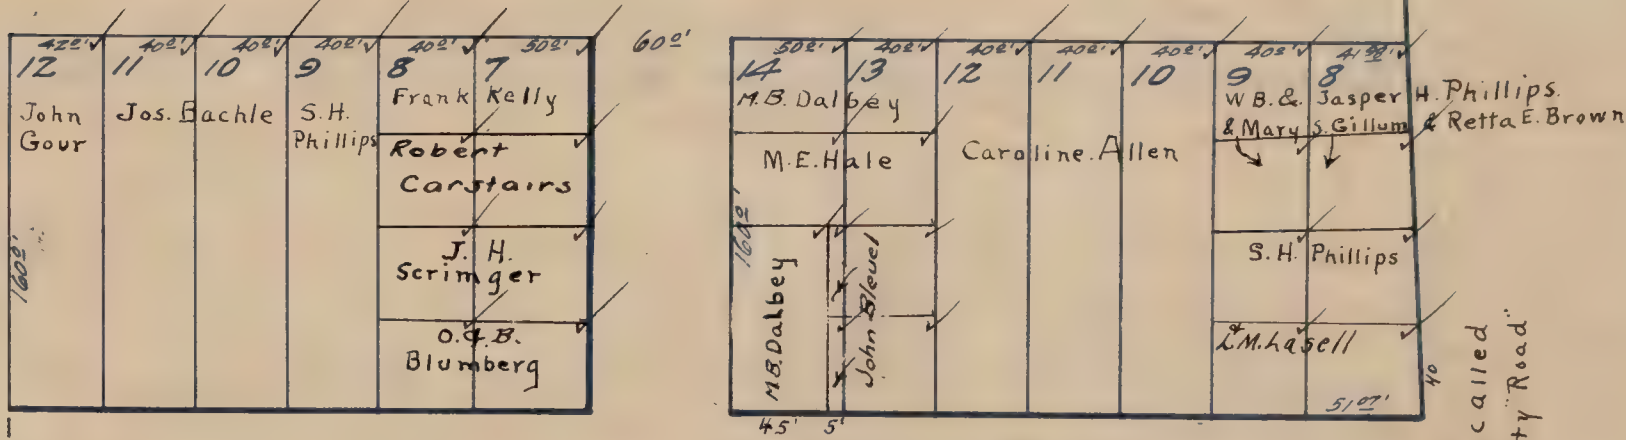 42⁰' 40⁰' 40⁰' 40⁰' 40⁰' 50⁰'
12 11 10 9 8 7
John
Gour
Jos. Bachle
S.H.
Phillips
Frank Kelly
Robert
Carstairs
J. H.
Scrimger
O.&B.
Blumberg
160⁰'
60⁰'
50⁰' 40⁰' 40⁰' 40⁰' 40⁰' 40⁰'
14 13 12 11 10 9 8
M.B. Dalbey
M.E. Hale
160⁰'
M.B. Dalbey
John Bleuel
45' 5'
Caroline Allen
W B. & Jasper H. Phillips.
& Mary S. Gillum & Retta E. Brown
S.H. Phillips
L.M. Lasell
40
called
ty Road"